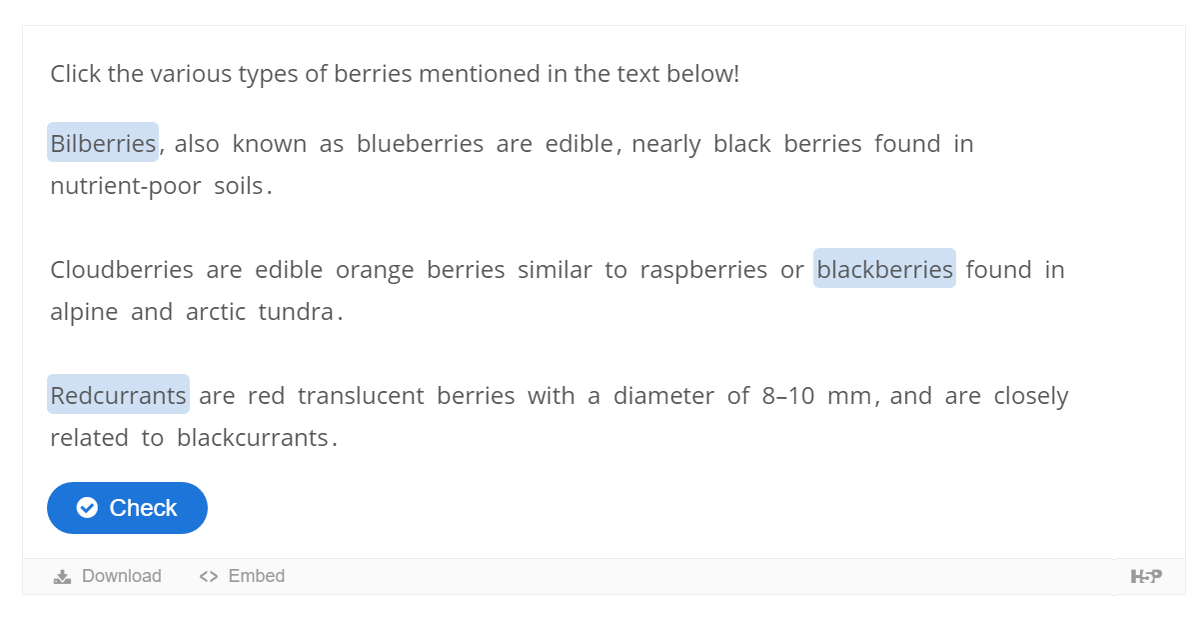 Click the various types of berries mentioned in the text below!
Bilberries, also known as blueberries are edible, nearly black berries found in
nutrient-poor soils.
Cloudberries are edible orange berries similar to raspberries or blackberries found in
alpine and arctic tundra.
Redcurrants are red translucent berries with a diameter of 8–10 mm, and are closely
related to blackcurrants.
Check
Download <> Embed H5P